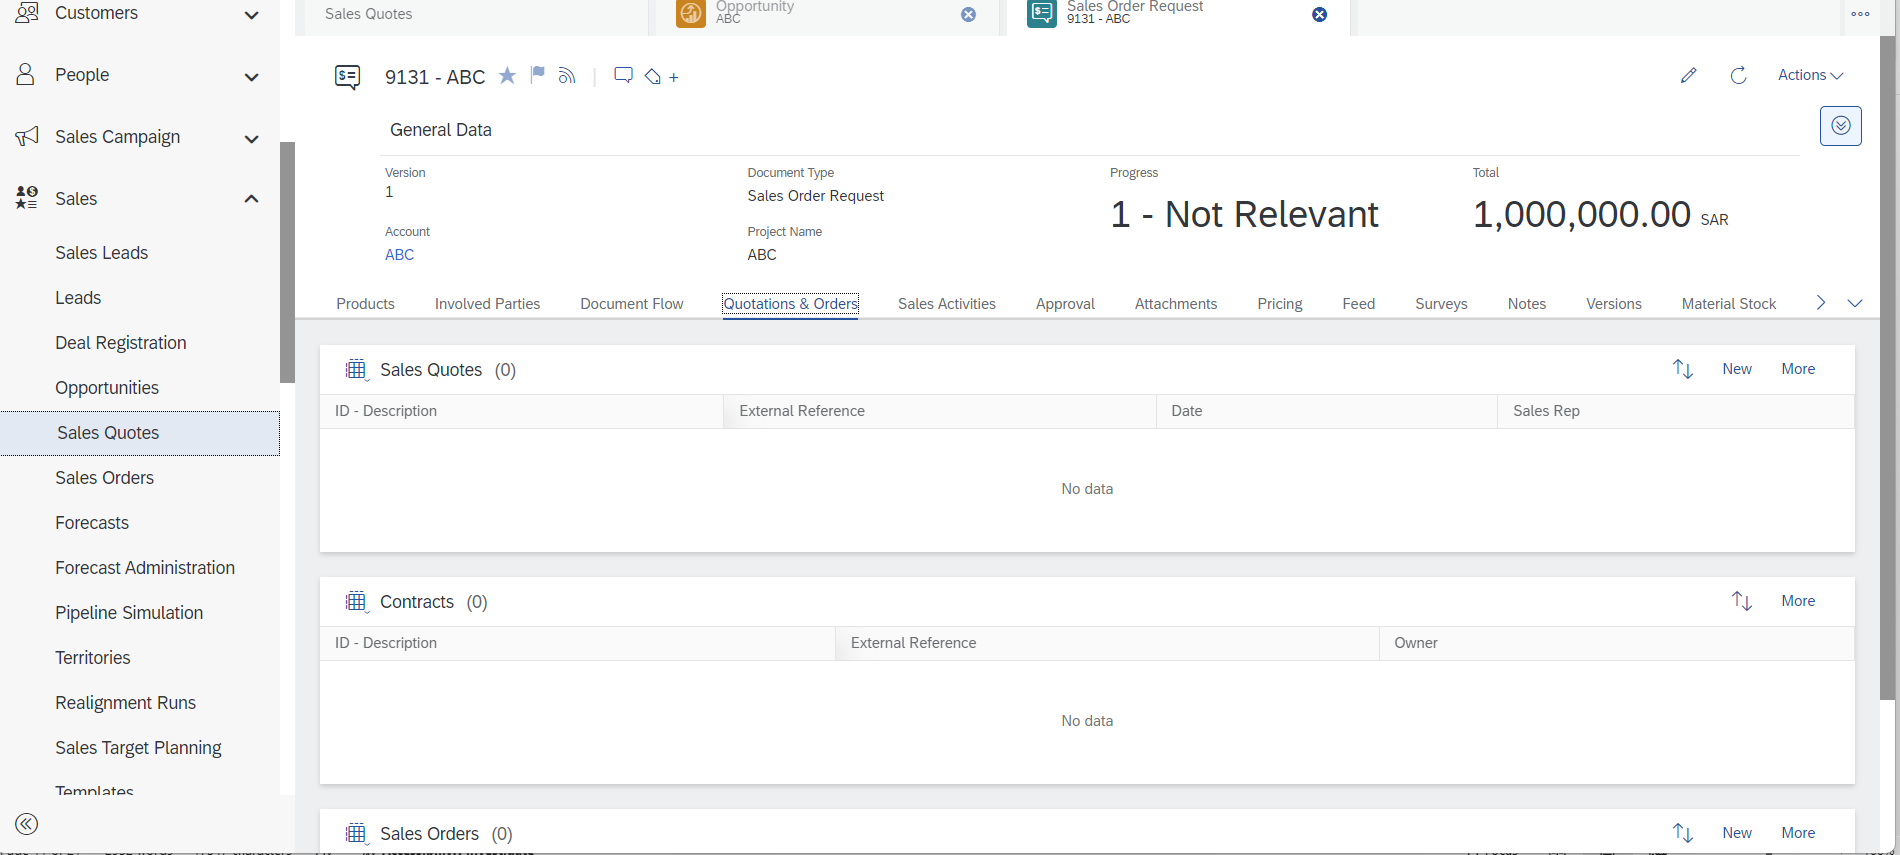 Customers
People
Sales Campaign
Sales
Sales Leads
Leads
Deal Registration
Opportunities
Sales Quotes
Sales Orders
Forecasts
Forecast Administration
Pipeline Simulation
Territories
Realignment Runs
Sales Target Planning
Templates
Sales Quotes
Opportunity
ABC
Sales Order Request
9131 - ABC
9131 - ABC
Actions
General Data
Version
1
Document Type
Sales Order Request
Progress
1 - Not Relevant
Total
1,000,000.00 SAR
Account
ABC
Project Name
ABC
Products Involved Parties Document Flow Quotations & Orders Sales Activities Approval Attachments Pricing Feed Surveys Notes Versions Material Stock
Sales Quotes (0) New More
ID - Description External Reference Date Sales Rep
No data
Contracts (0) More
ID - Description External Reference Owner
No data
Sales Orders (0) New More